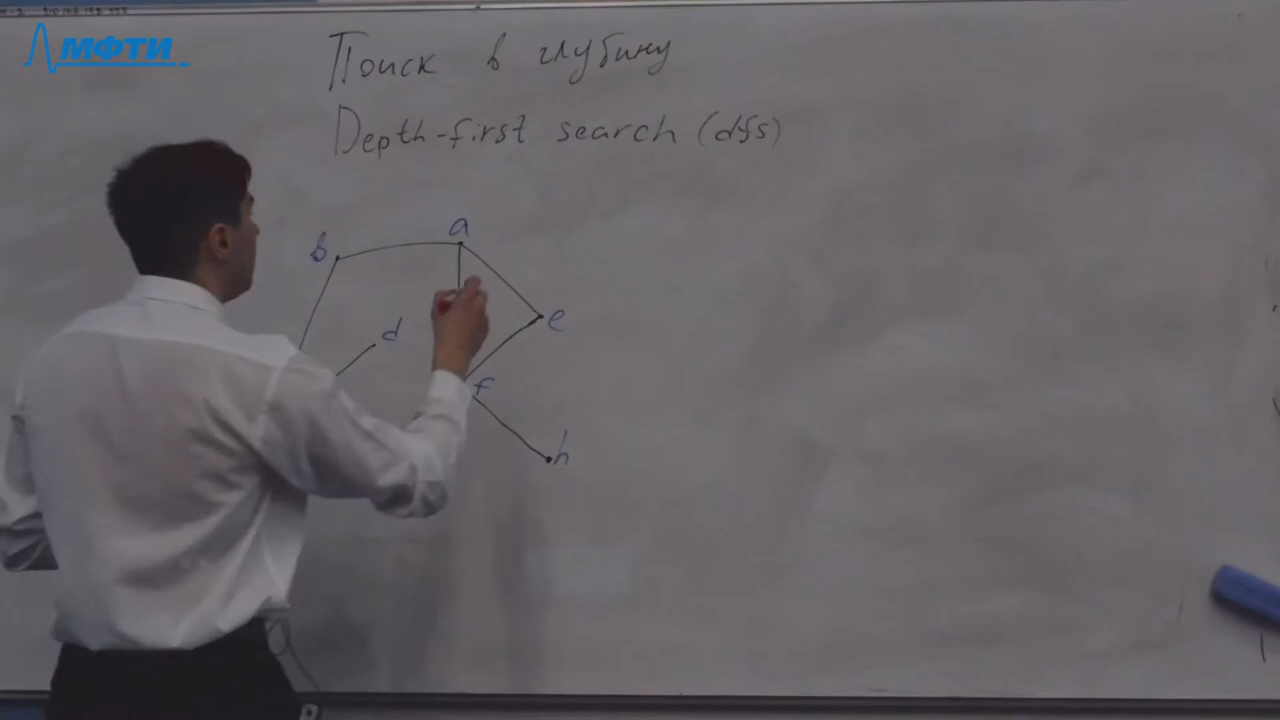 МФТИ
Поиск в глубину
Depth-first search (dfs)
a
b
e
d
f
h